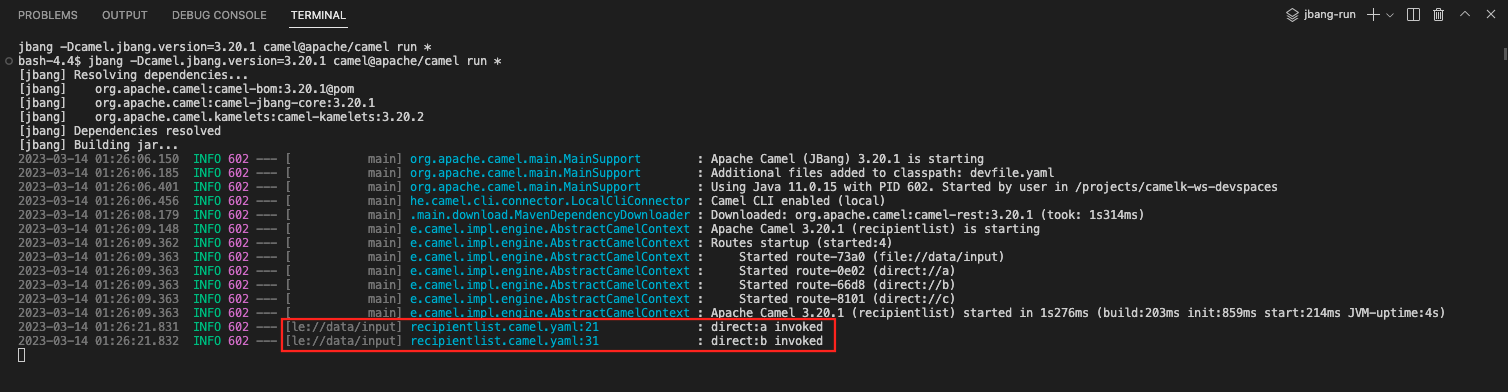 PROBLEMS OUTPUT DEBUG CONSOLE TERMINAL jbang-run
jbang -Dcamel.jbang.version=3.20.1 camel@apache/camel run *
bash-4.4$ jbang -Dcamel.jbang.version=3.20.1 camel@apache/camel run *
[jbang] Resolving dependencies...
[jbang]    org.apache.camel:camel-bom:3.20.1@pom
[jbang]    org.apache.camel:camel-jbang-core:3.20.1
[jbang]    org.apache.camel.kamelets:camel-kamelets:3.20.2
[jbang] Dependencies resolved
[jbang] Building jar...
2023-03-14 01:26:06.150  INFO 602 --- [           main] org.apache.camel.main.MainSupport        : Apache Camel (JBang) 3.20.1 is starting
2023-03-14 01:26:06.185  INFO 602 --- [           main] org.apache.camel.main.MainSupport        : Additional files added to classpath: devfile.yaml
2023-03-14 01:26:06.401  INFO 602 --- [           main] org.apache.camel.main.MainSupport        : Using Java 11.0.15 with PID 602. Started by user in /projects/camelk-ws-devspaces
2023-03-14 01:26:06.456  INFO 602 --- [           main] he.camel.cli.connector.LocalCliConnector : Camel CLI enabled (local)
2023-03-14 01:26:08.179  INFO 602 --- [           main] .main.download.MavenDependencyDownloader : Downloaded: org.apache.camel:camel-rest:3.20.1 (took: 1s314ms)
2023-03-14 01:26:09.148  INFO 602 --- [           main] e.camel.impl.engine.AbstractCamelContext : Apache Camel 3.20.1 (recipientlist) is starting
2023-03-14 01:26:09.362  INFO 602 --- [           main] e.camel.impl.engine.AbstractCamelContext : Routes startup (started:4)
2023-03-14 01:26:09.363  INFO 602 --- [           main] e.camel.impl.engine.AbstractCamelContext :     Started route-73a0 (file://data/input)
2023-03-14 01:26:09.363  INFO 602 --- [           main] e.camel.impl.engine.AbstractCamelContext :     Started route-0e02 (direct://a)
2023-03-14 01:26:09.363  INFO 602 --- [           main] e.camel.impl.engine.AbstractCamelContext :     Started route-66d8 (direct://b)
2023-03-14 01:26:09.363  INFO 602 --- [           main] e.camel.impl.engine.AbstractCamelContext :     Started route-8101 (direct://c)
2023-03-14 01:26:09.363  INFO 602 --- [           main] e.camel.impl.engine.AbstractCamelContext : Apache Camel 3.20.1 (recipientlist) started in 1s276ms (build:203ms init:859ms start:214ms JVM-uptime:4s)
2023-03-14 01:26:21.831  INFO 602 --- [le://data/input] recipientlist.camel.yaml:21              : direct:a invoked
2023-03-14 01:26:21.832  INFO 602 --- [le://data/input] recipientlist.camel.yaml:31              : direct:b invoked